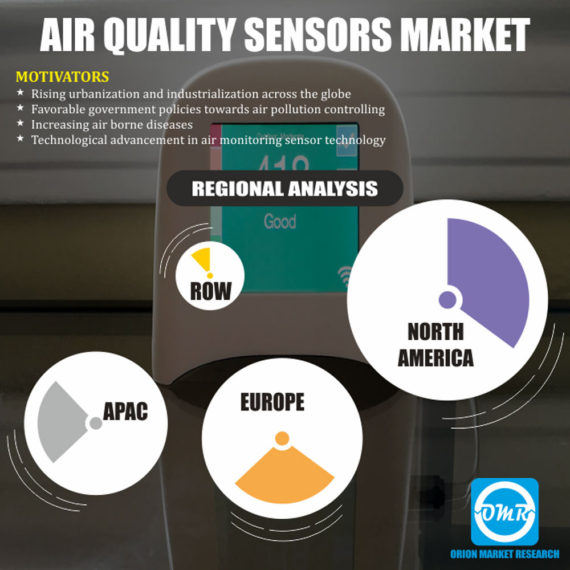 AIR QUALITY SENSORS MARKET
MOTIVATORS
★ Rising urbanization and industrialization across the globe
★ Favorable government policies towards air pollution controlling
★ Increasing air borne diseases
★ Technological advancement in air monitoring sensor technology
REGIONAL ANALYSIS
Good
ROW
NORTH
AMERICA
APAC
EUROPE
OMR
ORION MARKET RESEARCH